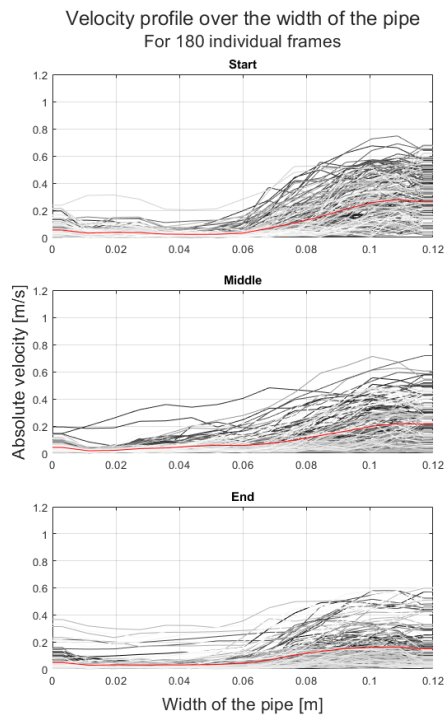 Velocity profile over the width of the pipe
For 180 individual frames
Start
1.2
1
0.8
0.6
0.4
0.2
0
0 0.02 0.04 0.06 0.08 0.1 0.12
Absolute velocity [m/s]
Middle
1.2
1
0.8
0.6
0.4
0.2
0
0 0.02 0.04 0.06 0.08 0.1 0.12
End
1.2
1
0.8
0.6
0.4
0.2
0
0 0.02 0.04 0.06 0.08 0.1 0.12
Width of the pipe [m]